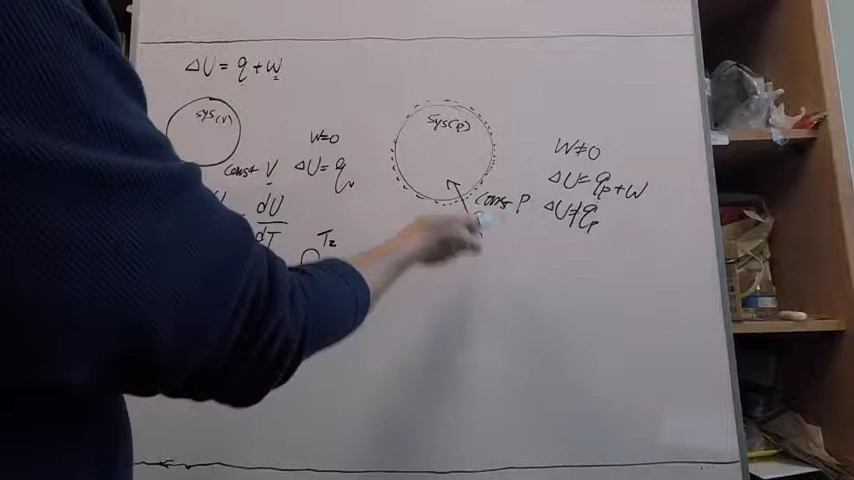 ΔU = q + w
sys(v)
sys(p)
w=0
w≠0
const V
ΔU = qᵥ
ΔU = qₚ + w
const P
ΔU ≠ qₚ
dU
dT
T₂